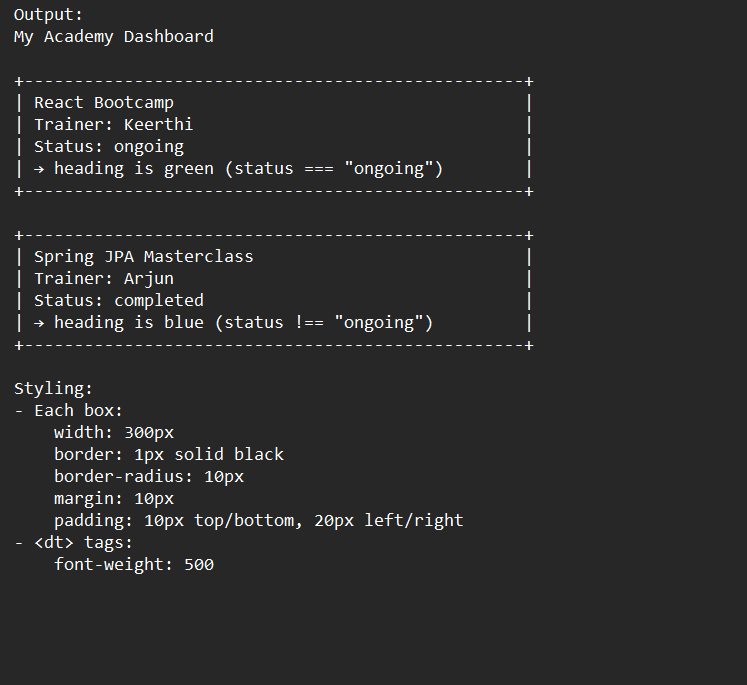 Output:
My Academy Dashboard
+--------------------------------------------------+
| React Bootcamp                                   |
| Trainer: Keerthi                                 |
| Status: ongoing                                  |
| → heading is green (status === "ongoing")        |
+--------------------------------------------------+
+--------------------------------------------------+
| Spring JPA Masterclass                           |
| Trainer: Arjun                                   |
| Status: completed                                |
| → heading is blue (status !== "ongoing")         |
+--------------------------------------------------+
Styling:
- Each box:
    width: 300px
    border: 1px solid black
    border-radius: 10px
    margin: 10px
    padding: 10px top/bottom, 20px left/right
- <dt> tags:
    font-weight: 500